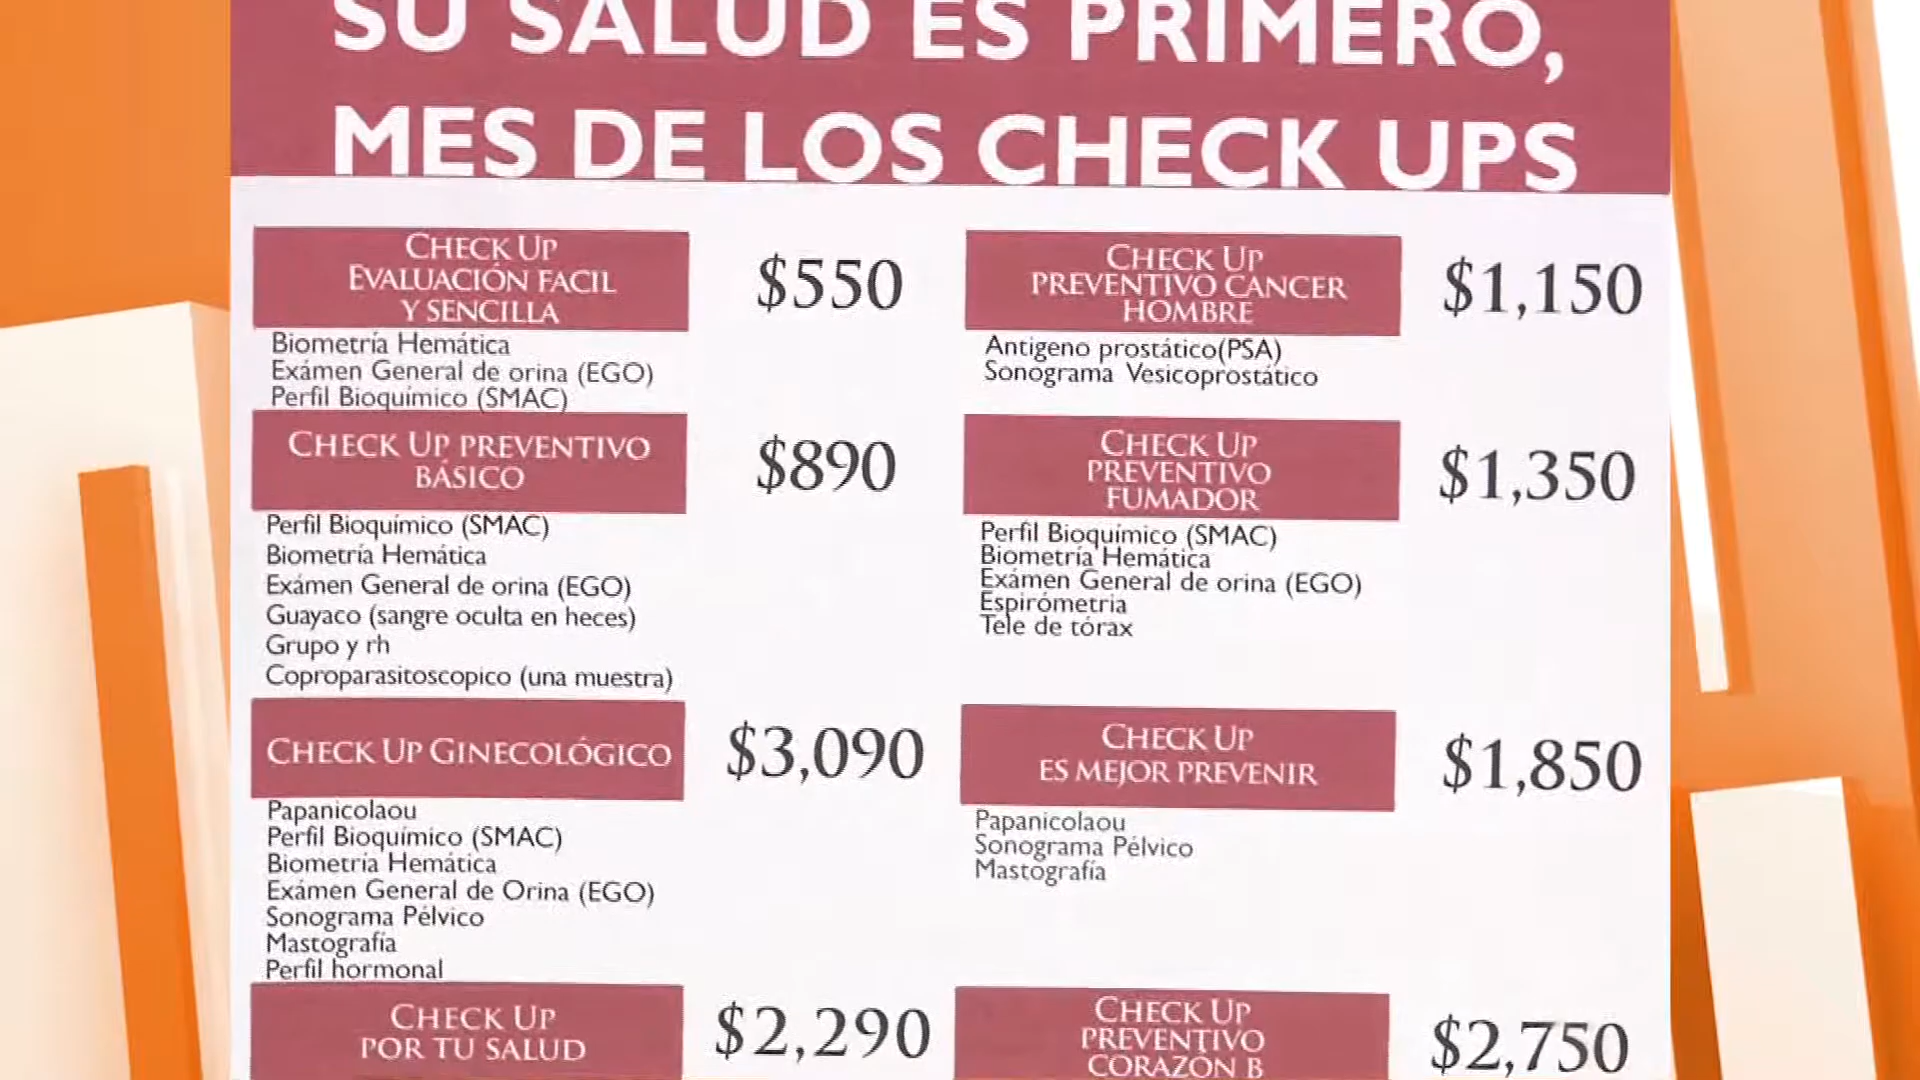 SU SALUD ES PRIMERO,
MES DE LOS CHECK UPS
CHECK UP
EVALUACIÓN FACIL
Y SENCILLA
$550
Biometría Hemática
Exámen General de orina (EGO)
Perfil Bioquímico (SMAC)
CHECK UP
PREVENTIVO CANCER
HOMBRE
$1,150
Antigeno prostático(PSA)
Sonograma Vesicoprostático
CHECK UP PREVENTIVO
BÁSICO
$890
Perfil Bioquímico (SMAC)
Biometría Hemática
Exámen General de orina (EGO)
Guayaco (sangre oculta en heces)
Grupo y rh
Coproparasitoscopico (una muestra)
CHECK UP
PREVENTIVO
FUMADOR
$1,350
Perfil Bioquímico (SMAC)
Biometría Hemática
Exámen General de orina (EGO)
Espirómetria
Tele de tórax
CHECK UP GINECOLÓGICO
$3,090
Papanicolaou
Perfil Bioquímico (SMAC)
Biometría Hemática
Exámen General de Orina (EGO)
Sonograma Pélvico
Mastografía
Perfil hormonal
CHECK UP
ES MEJOR PREVENIR
$1,850
Papanicolaou
Sonograma Pélvico
Mastografía
CHECK UP
POR TU SALUD
$2,290
CHECK UP
PREVENTIVO
CORAZÓN B
$2,750